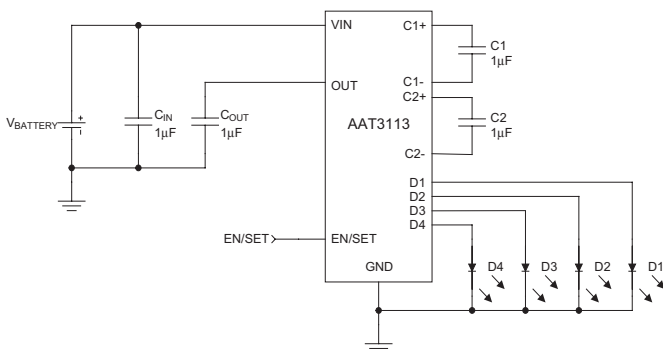 VIN
C1+
C1
1µF
C1-
OUT
C2+
VBATTERY
+
-
CIN
1µF
COUT
1µF
AAT3113
C2
1µF
C2-
D1
D2
D3
D4
EN/SET
EN/SET
GND
D4
D3
D2
D1